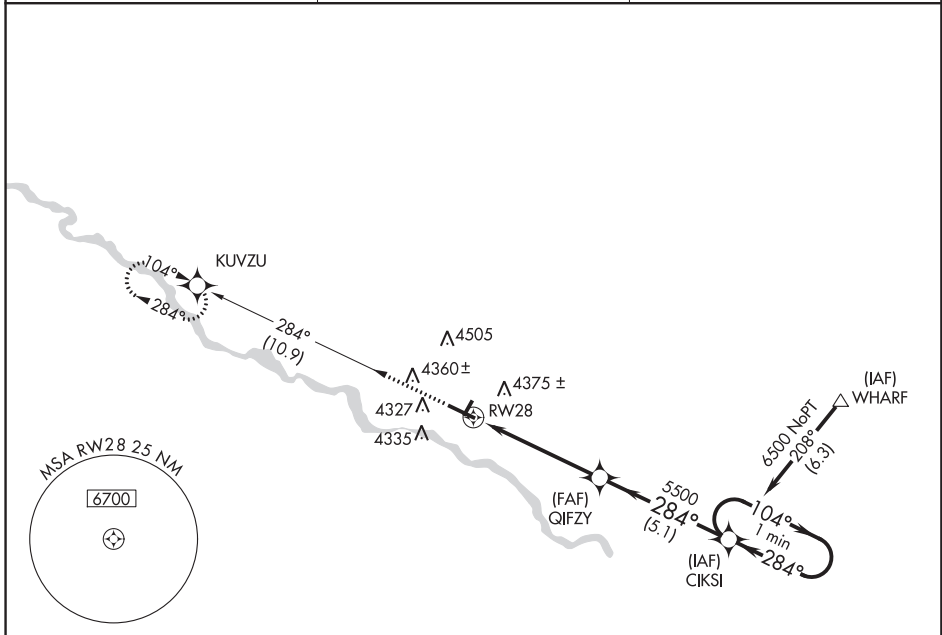 KUVZU
104°
284°
284°
(10.9)
4505
4360 ±
4375 ±
4327
4335
RW28
(IAF)
WHARF
6500 NoPT
208°
(6.3)
(FAF)
QIFZY
5500
284°
(5.1)
104°
1 min
284°
(IAF)
CIKSI
MSA RW28 25 NM
6700